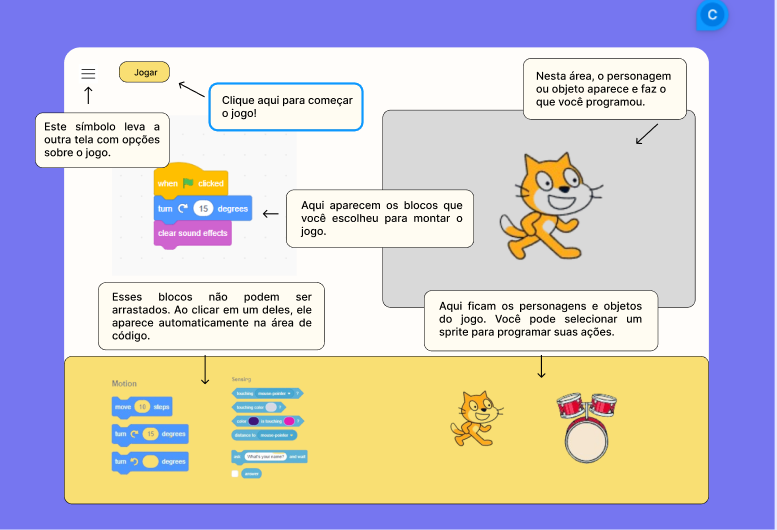 C
Jogar
Clique aqui para começar
o jogo!
Nesta área, o personagem
ou objeto aparece e faz o
que você programou.
Este símbolo leva a
outra tela com opções
sobre o jogo.
when clicked
turn 15 degrees
clear sound effects
Aqui aparecem os blocos que
você escolheu para montar o
jogo.
Esses blocos não podem ser
arrastados. Ao clicar em um deles, ele
aparece automaticamente na área de
código.
Aqui ficam os personagens e objetos
do jogo. Você pode selecionar um
sprite para programar suas ações.
Motion
move 10 steps
turn 15 degrees
turn degrees
Sensing
touching mouse-pointer ?
touching color ?
color is touching ?
distance to mouse-pointer
ask What's your name? and wait
answer